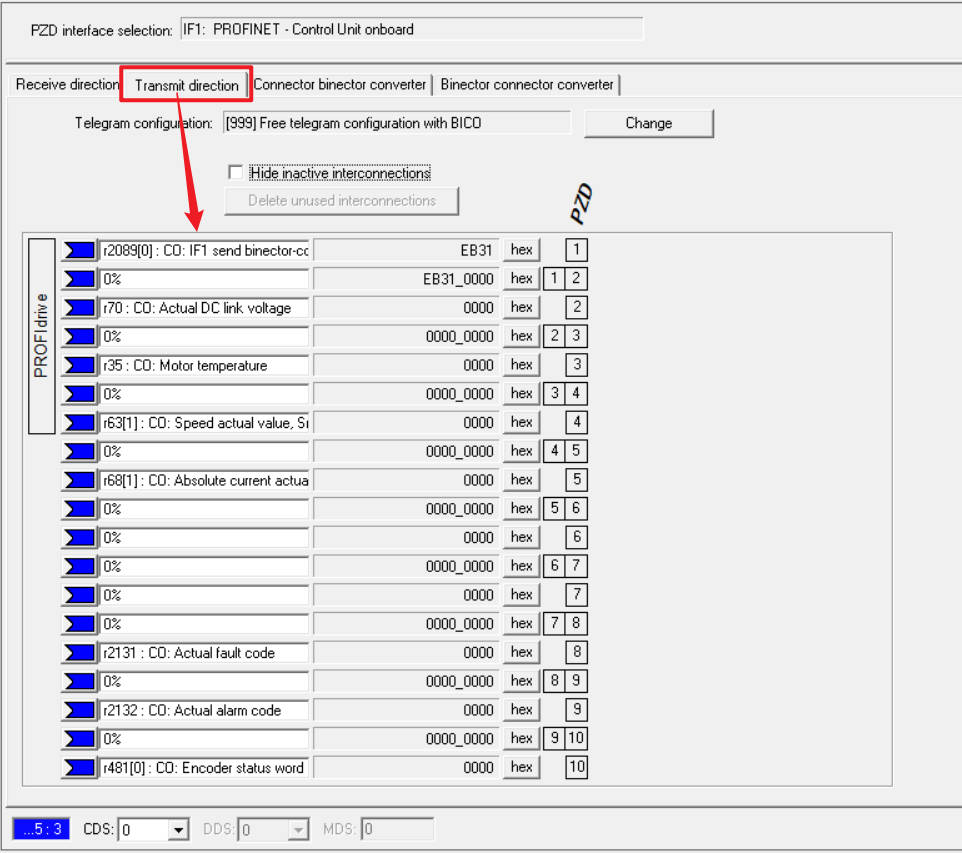 PZD interface selection: IF1: PROFINET - Control Unit onboard
Receive direction Transmit direction Connector binector converter Binector connector converter
Telegram configuration: [999] Free telegram configuration with BICO Change
Hide inactive interconnections
Delete unused interconnections
PZD
PROFIdrive
r2089[0] : CO: IF1 send binector-cc EB31 hex 1
0% EB31_0000 hex 1 2
r70 : CO: Actual DC link voltage 0000 hex 2
0% 0000_0000 hex 2 3
r35 : CO: Motor temperature 0000 hex 3
0% 0000_0000 hex 3 4
r63[1] : CO: Speed actual value, 0000 hex 4
0% 0000_0000 hex 4 5
r68[1] : CO: Absolute current actua 0000 hex 5
0% 0000_0000 hex 5 6
0% 0000 hex 6
0% 0000_0000 hex 6 7
0% 0000 hex 7
0% 0000_0000 hex 7 8
r2131 : CO: Actual fault code 0000 hex 8
0% 0000_0000 hex 8 9
r2132 : CO: Actual alarm code 0000 hex 9
0% 0000_0000 hex 9 10
r481[0] : CO: Encoder status word 0000 hex 10
...5 : 3 CDS: 0 DDS: 0 MDS: 0